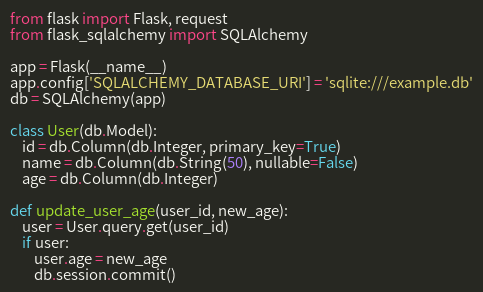 from flask import Flask, request
from flask_sqlalchemy import SQLAlchemy

app = Flask(__name__)
app.config['SQLALCHEMY_DATABASE_URI'] = 'sqlite:///example.db'
db = SQLAlchemy(app)

class User(db.Model):
    id = db.Column(db.Integer, primary_key=True)
    name = db.Column(db.String(50), nullable=False)
    age = db.Column(db.Integer)

def update_user_age(user_id, new_age):
    user = User.query.get(user_id)
    if user:
        user.age = new_age
        db.session.commit()